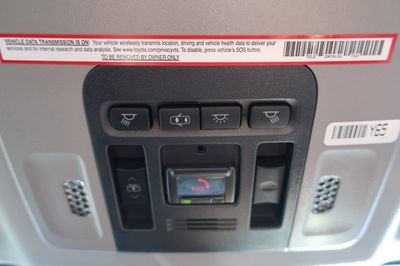 VEHICLE DATA TRANSMISSION IS ON! Your vehicle wirelessly transmits location, driving and vehicle health data to deliver your
services and for internal research and data analysis. See www.toyota.com/privacyvts. To disable, press vehicle's SOS button.
TO BE REMOVED BY OWNER ONLY
Y65
SOS